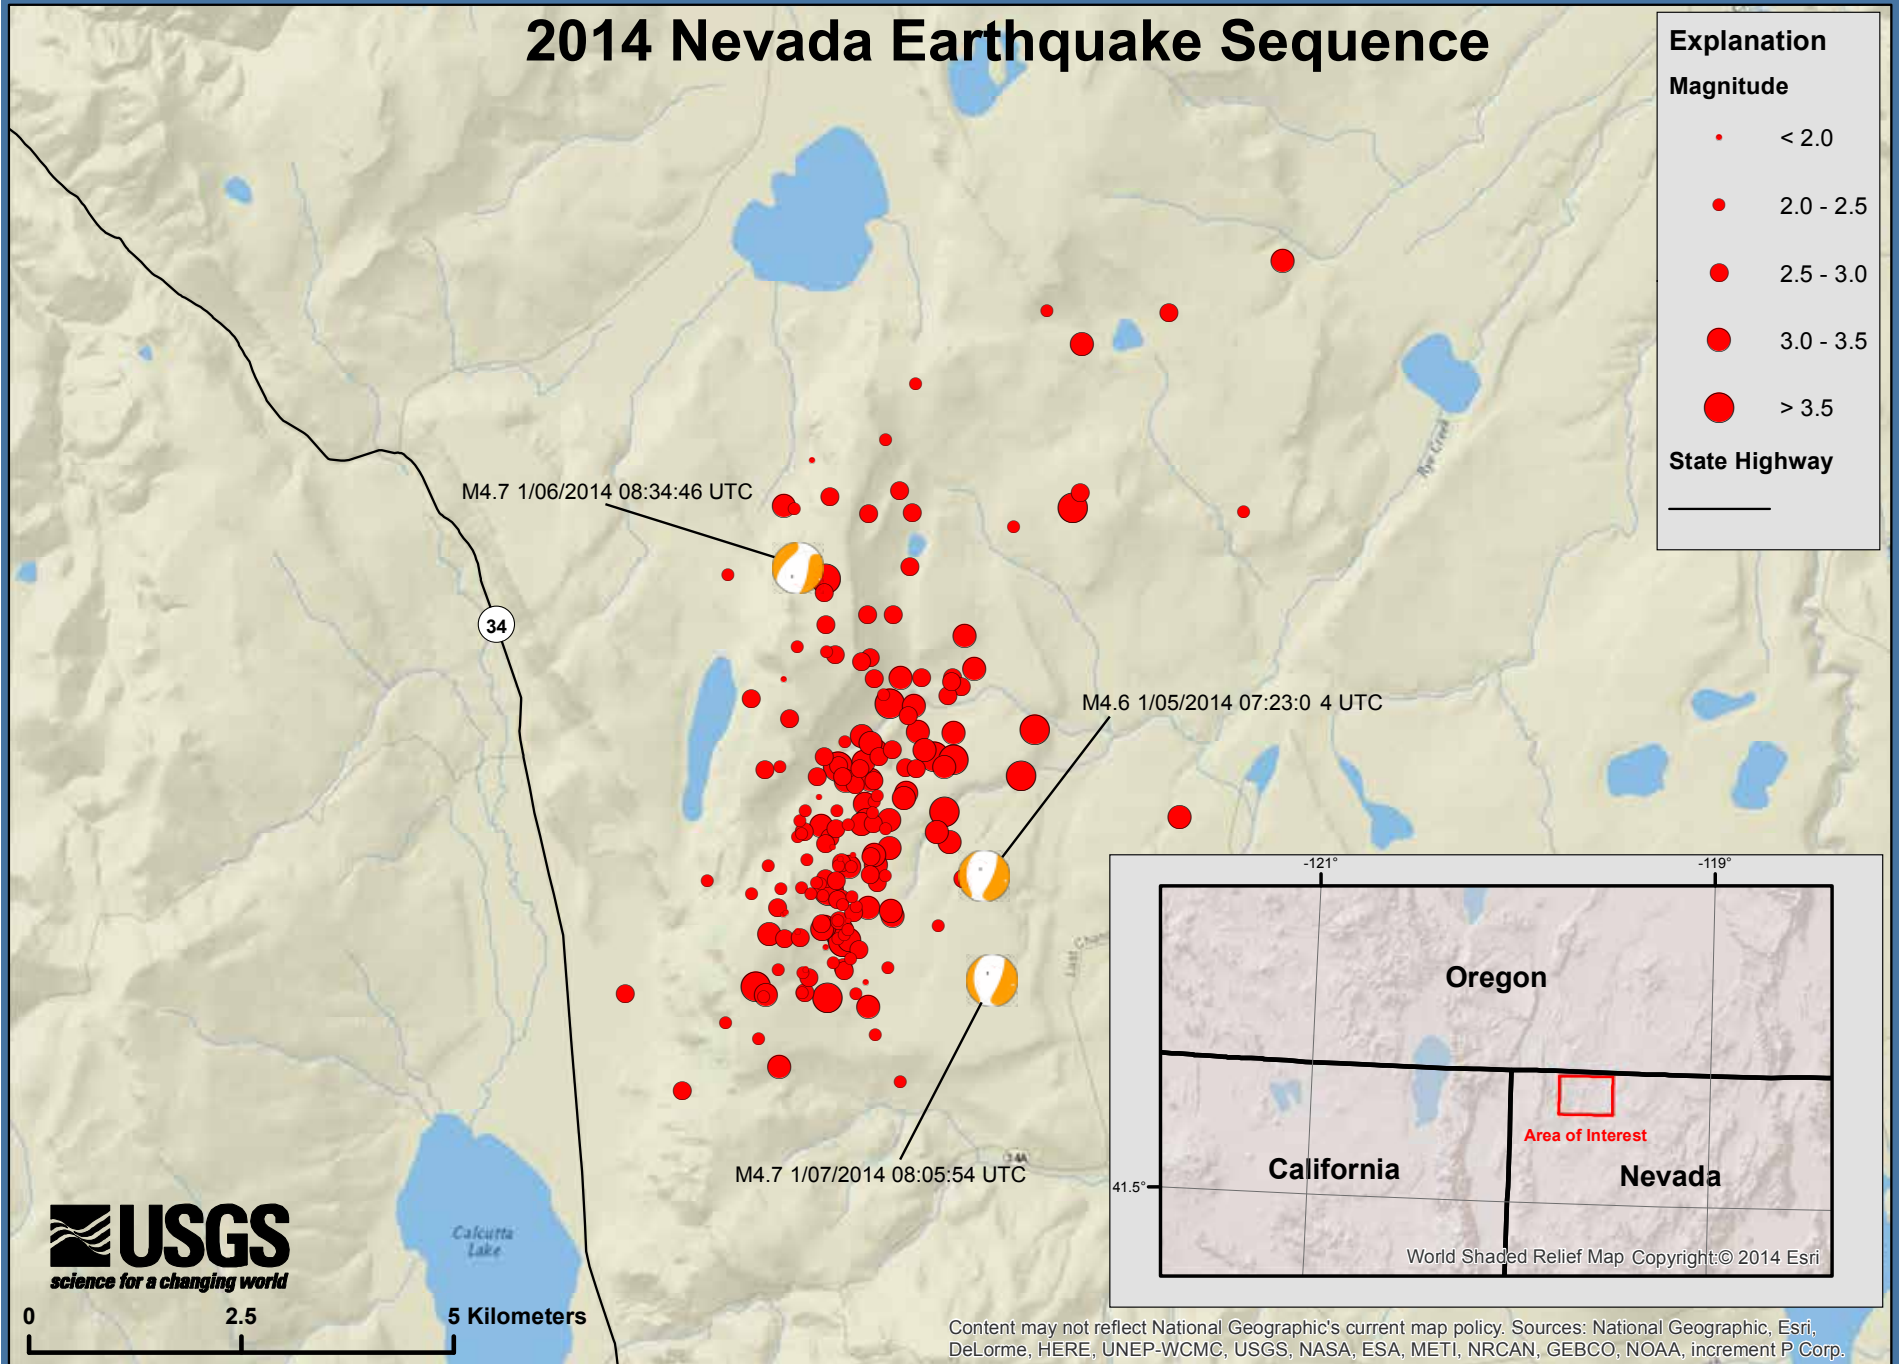 2014 Nevada Earthquake Sequence
Explanation
Magnitude
< 2.0
2.0 - 2.5
2.5 - 3.0
3.0 - 3.5
> 3.5
State Highway
Rye Creek
M4.7 1/06/2014 08:34:46 UTC
34
M4.6 1/05/2014 07:23:0 4 UTC
Last Chan
M4.7 1/07/2014 08:05:54 UTC
34A
-121°
-119°
Oregon
Area of Interest
California
Nevada
41.5°
World Shaded Relief Map Copyright:© 2014 Esri
Calcutta
Lake
USGS
science for a changing world
0
2.5
5 Kilometers
Content may not reflect National Geographic's current map policy. Sources: National Geographic, Esri,
DeLorme, HERE, UNEP-WCMC, USGS, NASA, ESA, METI, NRCAN, GEBCO, NOAA, increment P Corp.